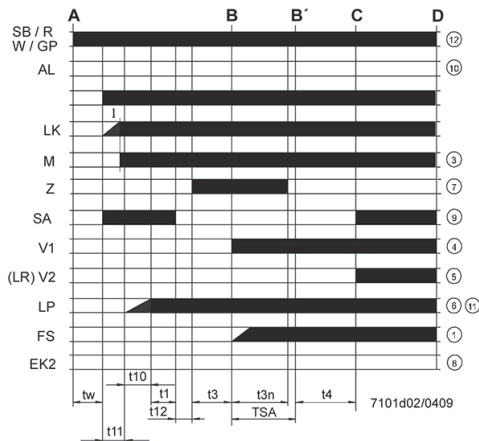 A B B´ C D
SB / R
W / GP 12
AL 10
I
LK
M 3
Z 7
SA 9
V1 4
(LR) V2 5
LP 6 11
FS 1
EK2 8
t10
tw t1 t3 t3n t4 7101d02/0409
t12 TSA
t11